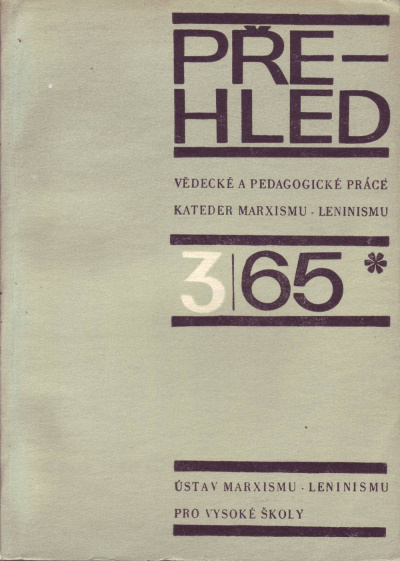 PŘE-
HLED
VĚDECKÉ A PEDAGOGICKÉ PRÁCE
KATEDER MARXISMU - LENINISMU
3|65*
ÚSTAV MARXISMU - LENINISMU
PRO VYSOKÉ ŠKOLY